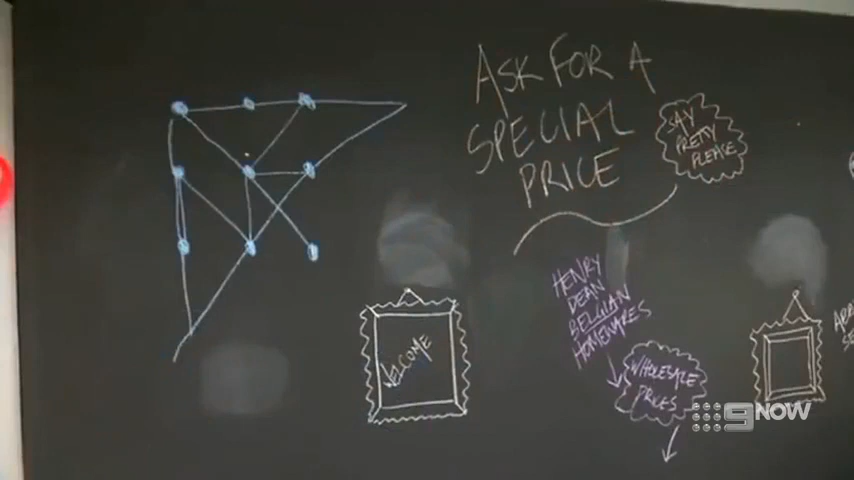 ASK FOR A
SPECIAL
PRICE
SAY
PRETTY
PLEASE
HENRY
DEAN
BELGIAN
HOMEWARES
WHOLESALE
PRICES
WELCOME
9NOW